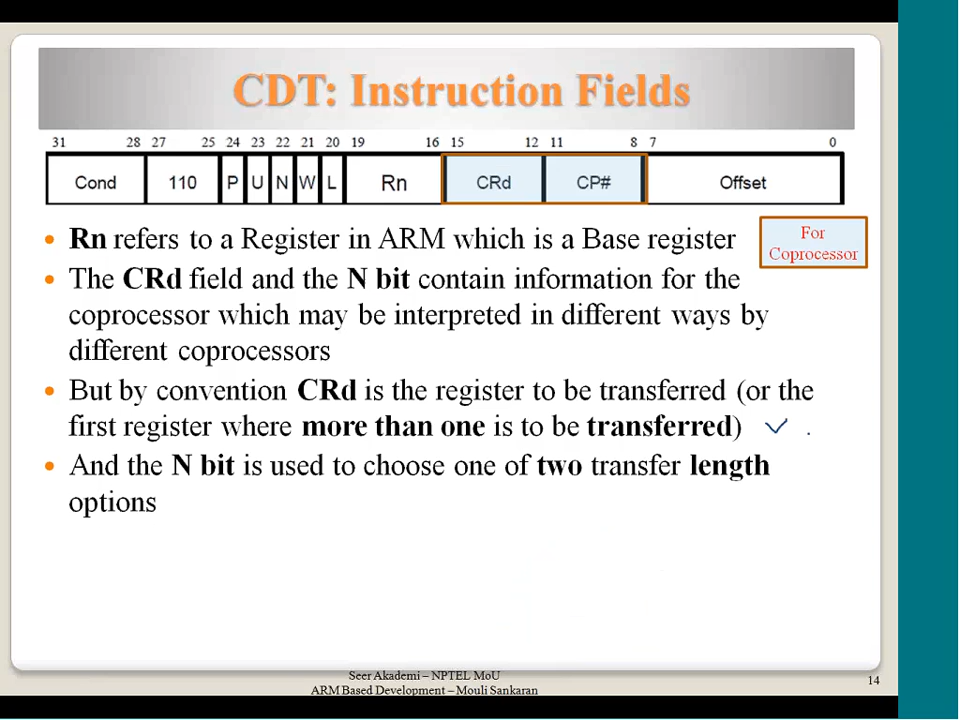 CDT: Instruction Fields
31 28 27 25 24 23 22 21 20 19 16 15 12 11 8 7 0
Cond 110 P U N W L Rn CRd CP# Offset
• Rn refers to a Register in ARM which is a Base register
For
Coprocessor
• The CRd field and the N bit contain information for the
coprocessor which may be interpreted in different ways by
different coprocessors
• But by convention CRd is the register to be transferred (or the
first register where more than one is to be transferred)
• And the N bit is used to choose one of two transfer length
options
Seer Akademi – NPTEL MoU
ARM Based Development – Mouli Sankaran
14